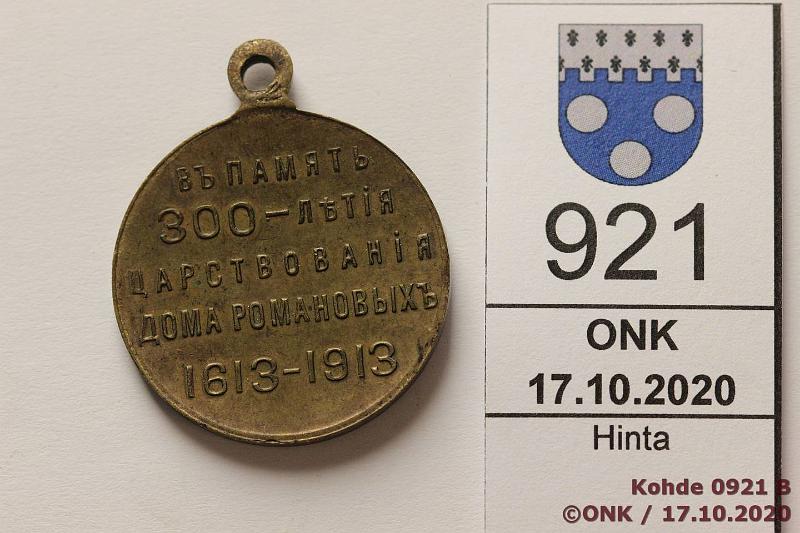 ВЪ ПАМЯТЬ
300-ЛѢТІЯ
ЦАРСТВОВАНІЯ
ДОМА РОМАНОВЫХЪ
1613-1913
921
ONK
17.10.2020
Hinta
Kohde 0921 B
©ONK / 17.10.2020